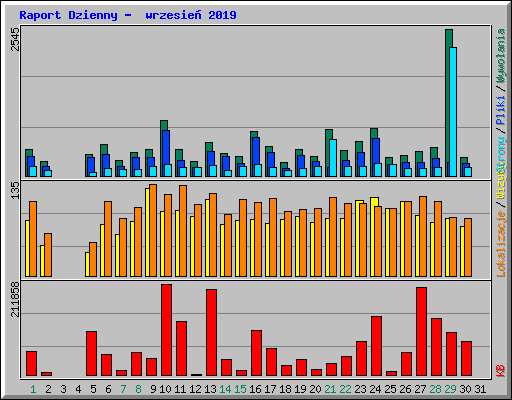 Raport Dzienny - wrzesień 2019
2545
135
211858
Lokalizacje / Wizyty
Strony / Pliki / Wywołania
KB
1 2 3 4 5 6 7 8 9 10 11 12 13 14 15 16 17 18 19 20 21 22 23 24 25 26 27 28 29 30 31